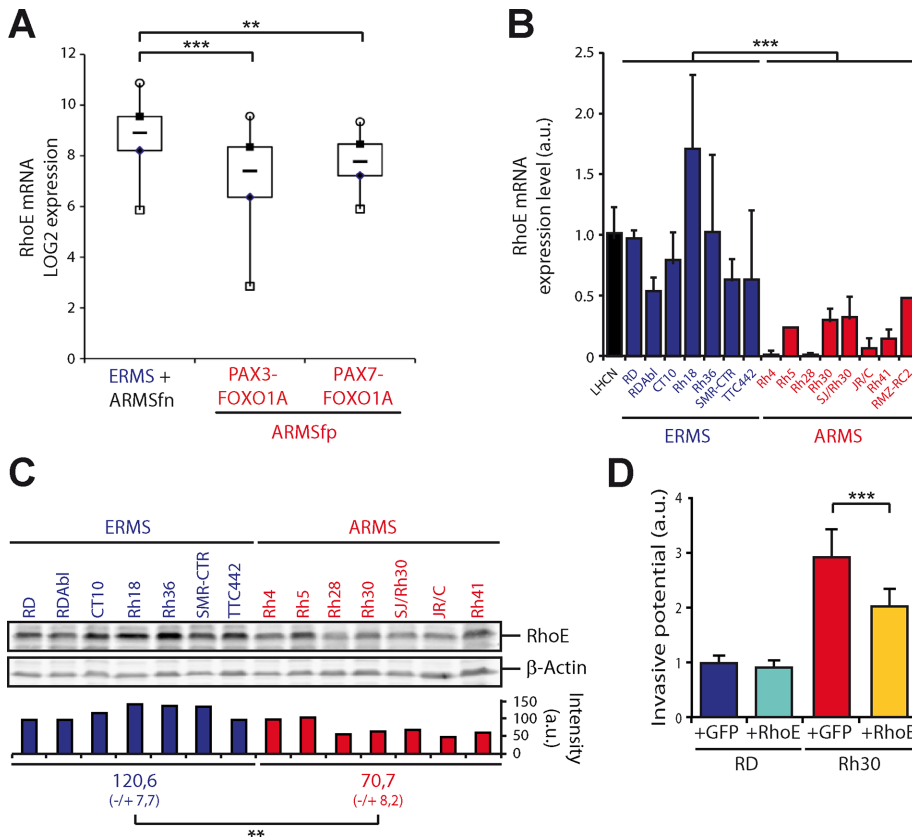 A
**
***
12
10
8
6
4
2
0
RhoE mRNA
LOG2 expression
ERMS +
ARMSfn
PAX3-
FOXO1A
PAX7-
FOXO1A
ARMSfp
B
***
2.5
2.0
1.5
1.0
0.5
0
RhoE mRNA
expression level (a.u.)
LHCN
RD
RDAbl
CT10
Rh18
Rh36
SMR-CTR
TTC442
Rh4
Rh5
Rh28
Rh30
SJ/Rh30
JR/C
Rh41
RMZ-RC2
ERMS
ARMS
C
ERMS
ARMS
RD
RDAbl
CT10
Rh18
Rh36
SMR-CTR
TTC442
Rh4
Rh5
Rh28
Rh30
SJ/Rh30
JR/C
Rh41
RhoE
β-Actin
150
100
50
0
Intensity
(a.u.)
120,6
(-/+ 7,7)
70,7
(-/+ 8,2)
**
D
***
4
3
2
1
0
Invasive potential (a.u.)
+GFP
+RhoE
+GFP
+RhoE
RD
Rh30